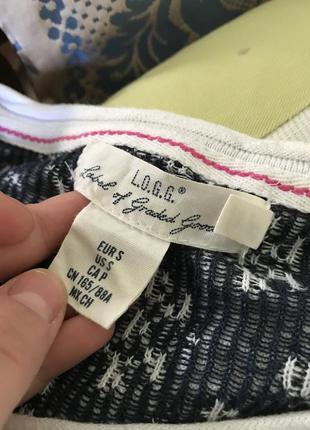 L.O.G.G.®
Label of Graded Goods
EUR S
US S
CA P
CN 165/88A
MX CH